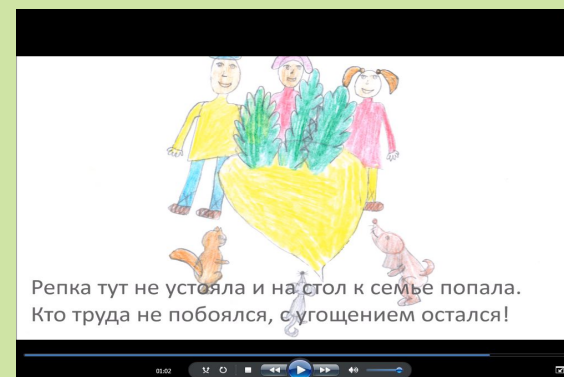 Репка тут не устояла и на стол к семье попала.
Кто труда не побоялся, с угощением остался!
01:02